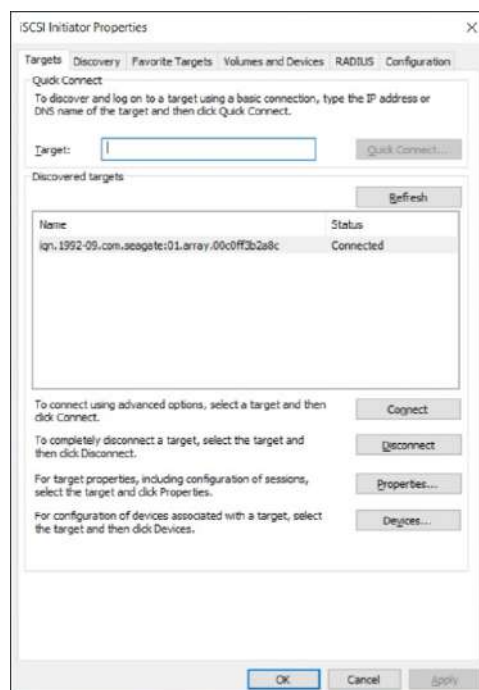 iSCSI Initiator Properties
Targets Discovery Favorite Targets Volumes and Devices RADIUS Configuration
Quick Connect
To discover and log on to a target using a basic connection, type the IP address or
DNS name of the target and then click Quick Connect.
Target:
Quick Connect...
Discovered targets
Refresh
Name Status
iqn.1992-09.com.seagate:01.array.00c0ff3b2a8c Connected
To connect using advanced options, select a target and then
click Connect.
Connect
To completely disconnect a target, select the target and
then click Disconnect.
Disconnect
For target properties, including configuration of sessions,
select the target and click Properties.
Properties...
For configuration of devices associated with a target, select
the target and then click Devices.
Devices...
OK Cancel Apply